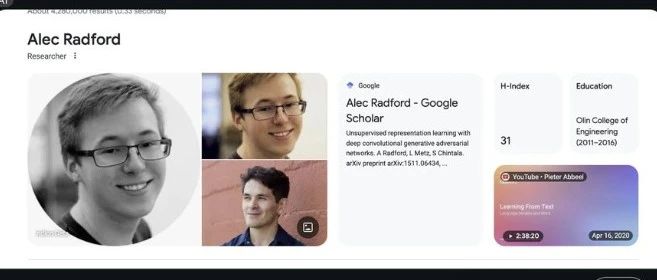 About 4,280,000 results (0.33 seconds)
Alec Radford
Researcher
Google
Alec Radford - Google
Scholar
Unsupervised representation learning with
deep convolutional generative adversarial
networks. A Radford, L Metz, S Chintala.
arXiv preprint arXiv:1511.06434, ...
H-Index
31
Education
Olin College of
Engineering
(2011–2016)
YouTube • Pieter Abbeel
Learning From Text
2:38:20
Apr 16, 2020